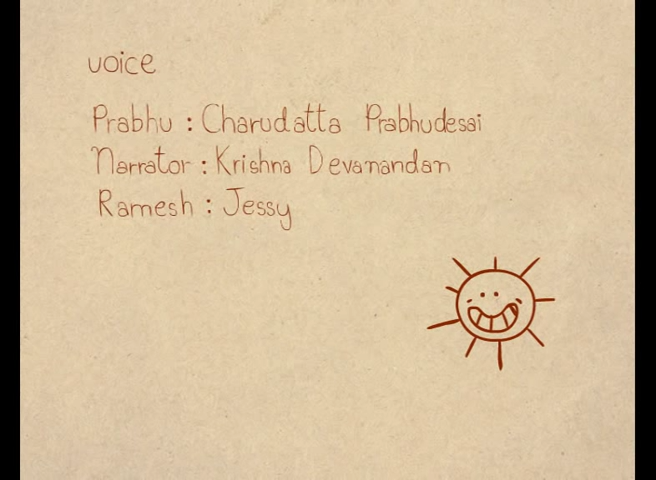 voice
Prabhu : Charudatta Prabhudesai
Narrator : Krishna Devanandan
Ramesh : Jessy